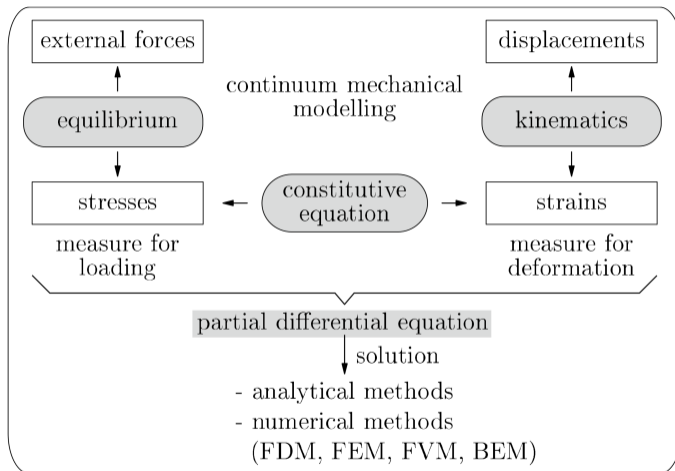 external forces
displacements
continuum mechanical
modelling
equilibrium
kinematics
stresses
constitutive
equation
strains
measure for
loading
measure for
deformation
partial differential equation
solution
- analytical methods
- numerical methods
(FDM, FEM, FVM, BEM)